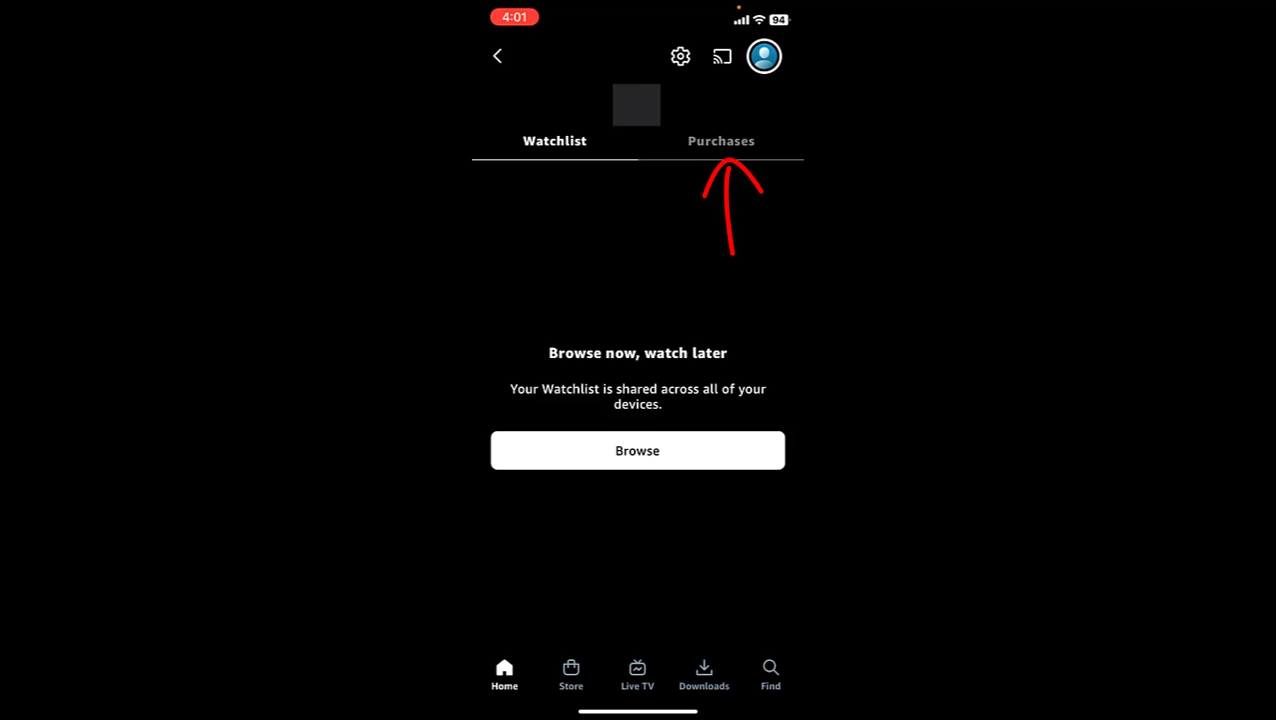 4:01
94
Watchlist
Purchases
Browse now, watch later
Your Watchlist is shared across all of your
devices.
Browse
Home
Store
Live TV
Downloads
Find